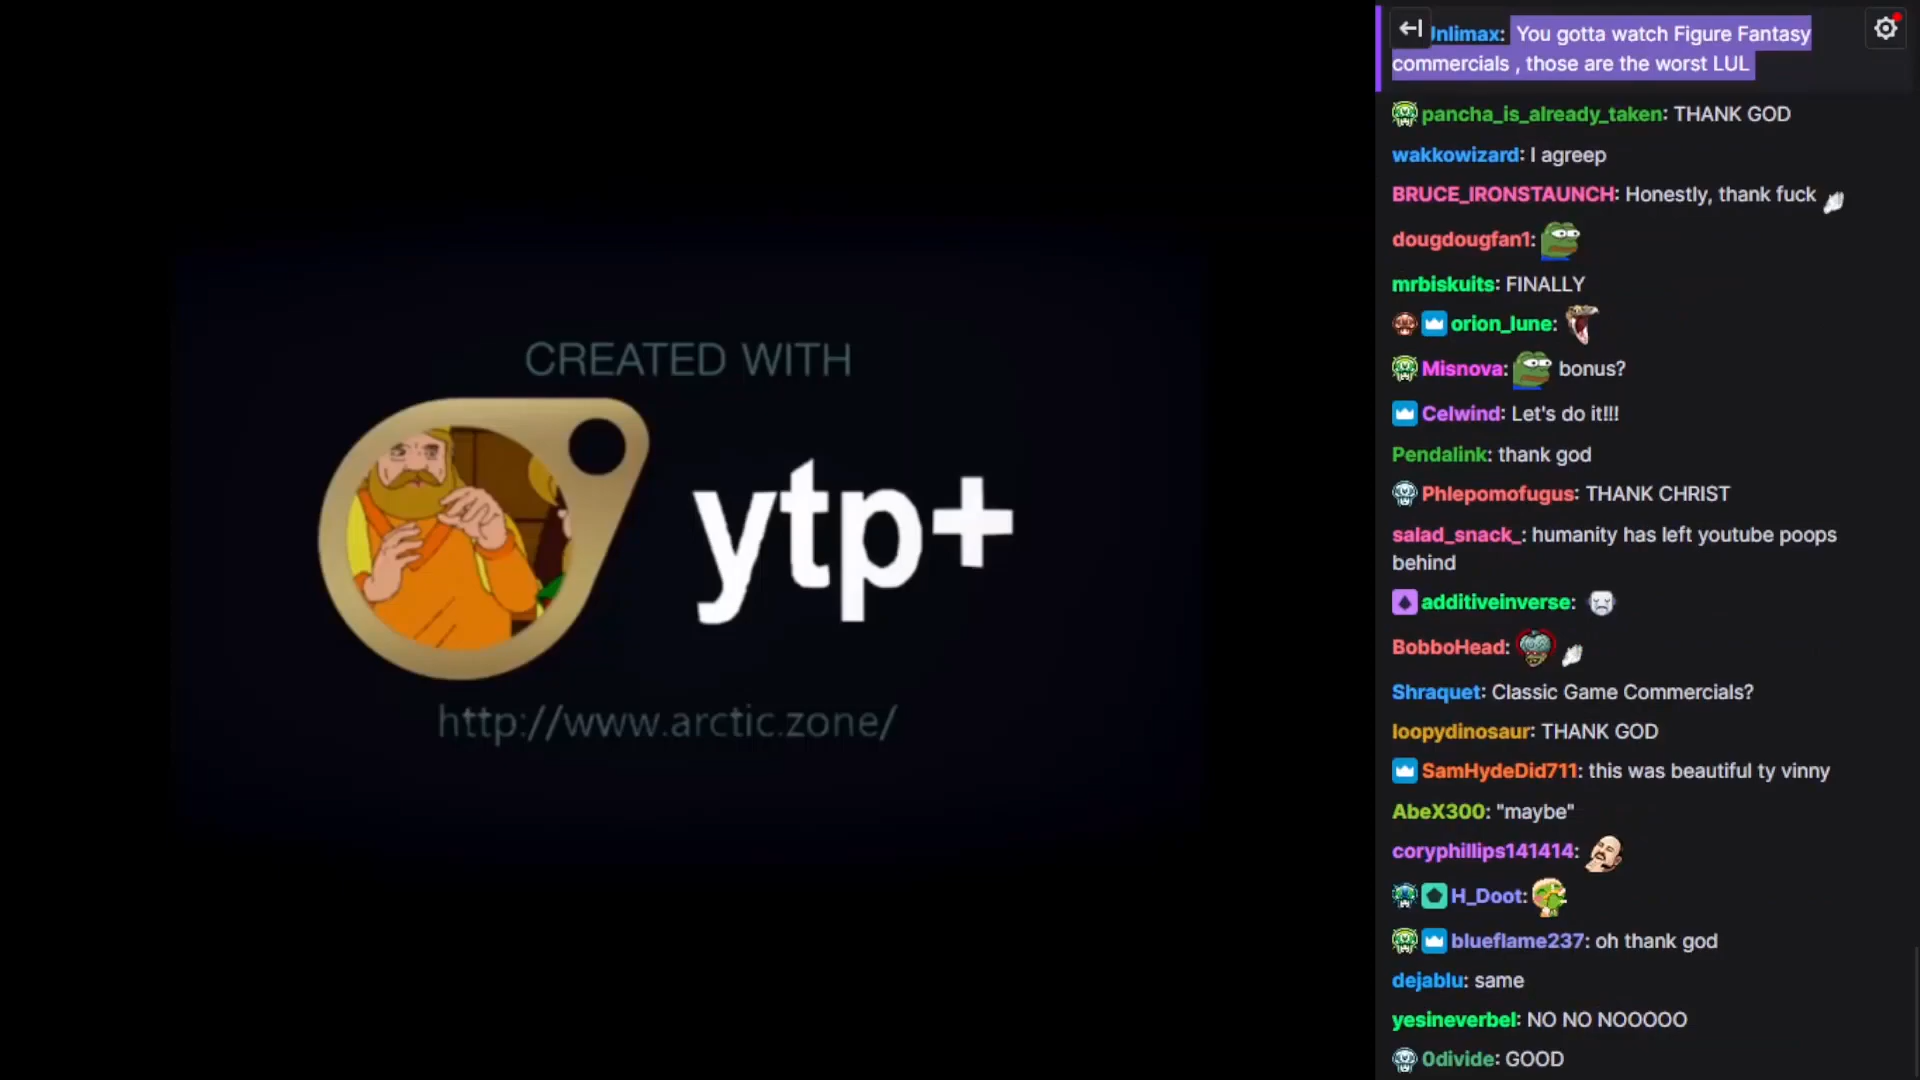 CREATED WITH
ytp+
http://www.arctic.zone/
Unlimax: You gotta watch Figure Fantasy
commercials , those are the worst LUL
pancha_is_already_taken: THANK GOD
wakkowizard: I agreep
BRUCE_IRONSTAUNCH: Honestly, thank fuck
dougdougfan1:
mrbiskuits: FINALLY
orion_lune:
Misnova: bonus?
Celwind: Let's do it!!!
Pendalink: thank god
Phlepomofugus: THANK CHRIST
salad_snack_: humanity has left youtube poops
behind
additiveinverse:
BobboHead:
Shraquet: Classic Game Commercials?
loopydinosaur: THANK GOD
SamHydeDid711: this was beautiful ty vinny
AbeX300: "maybe"
coryphillips141414:
H_Doot:
blueflame237: oh thank god
dejablu: same
yesineverbel: NO NO NOOOOO
0divide: GOOD